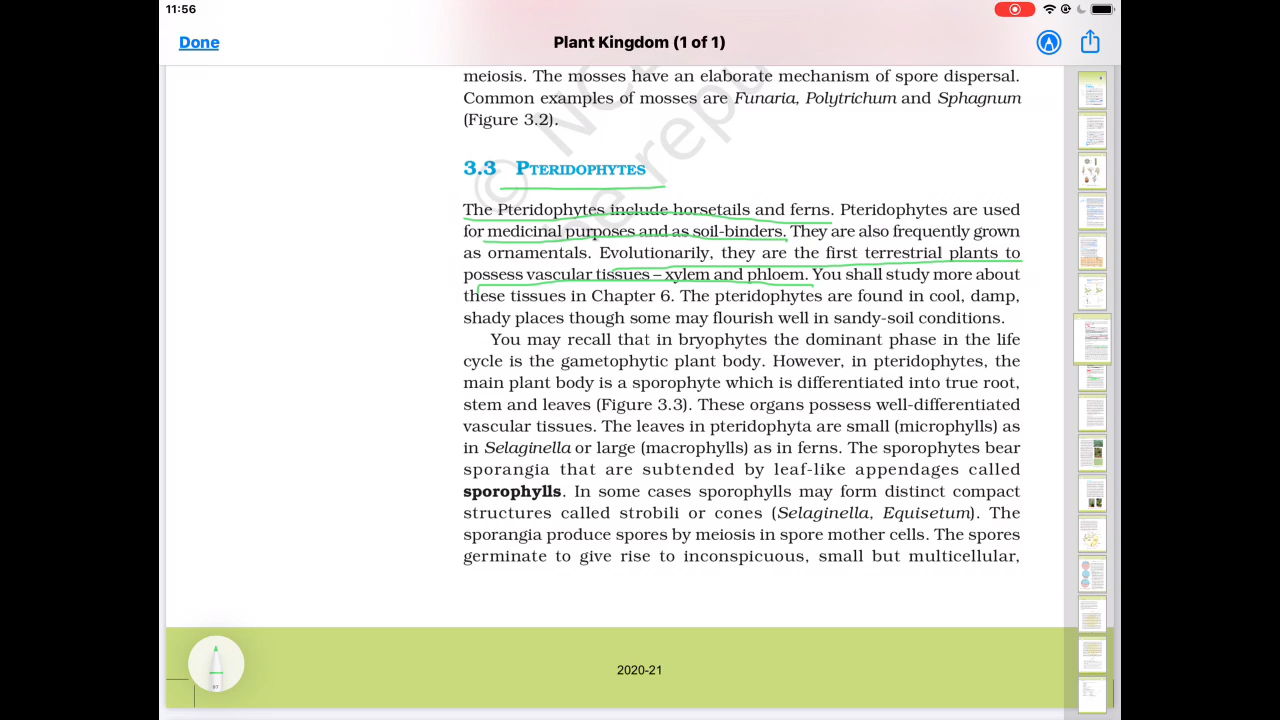 11:56
Done
Plant Kingdom (1 of 1)
meiosis. The mosses have an elaborate mechanism of spore dispersal.
Common examples of mosses are Funaria, Polytrichum and Sphagnum
(Figure 3.2).
3.3 PTERIDOPHYTES
The Pteridophytes include horsetails and ferns. Pteridophytes are used
for medicinal purposes and as soil-binders. They are also frequently grown
as ornamentals. Evolutionarily, they are the first terrestrial plants to
possess vascular tissues – xylem and phloem. You shall study more about
these tissues in Chapter 6. The pteridophytes are found in cool, damp,
shady places though some may flourish well in sandy-soil conditions.
You may recall that in bryophytes the dominant phase in the life
cycle is the gametophytic plant body. However, in pteridophytes, the
main plant body is a sporophyte which is differentiated into true root,
stem and leaves (Figure 3.3). These organs possess well-differentiated
vascular tissues. The leaves in pteridophyta are small (microphylls) as
in Selaginella or large (macrophylls) as in ferns. The sporophytes bear
sporangia that are subtended by leaf-like appendages called
sporophylls. In some cases sporophylls may form distinct compact
structures called strobili or cones (Selaginella, Equisetum). The
sporangia produce spores by meiosis in spore mother cells. The spores
germinate to give rise to inconspicuous, small but multicellular,
97